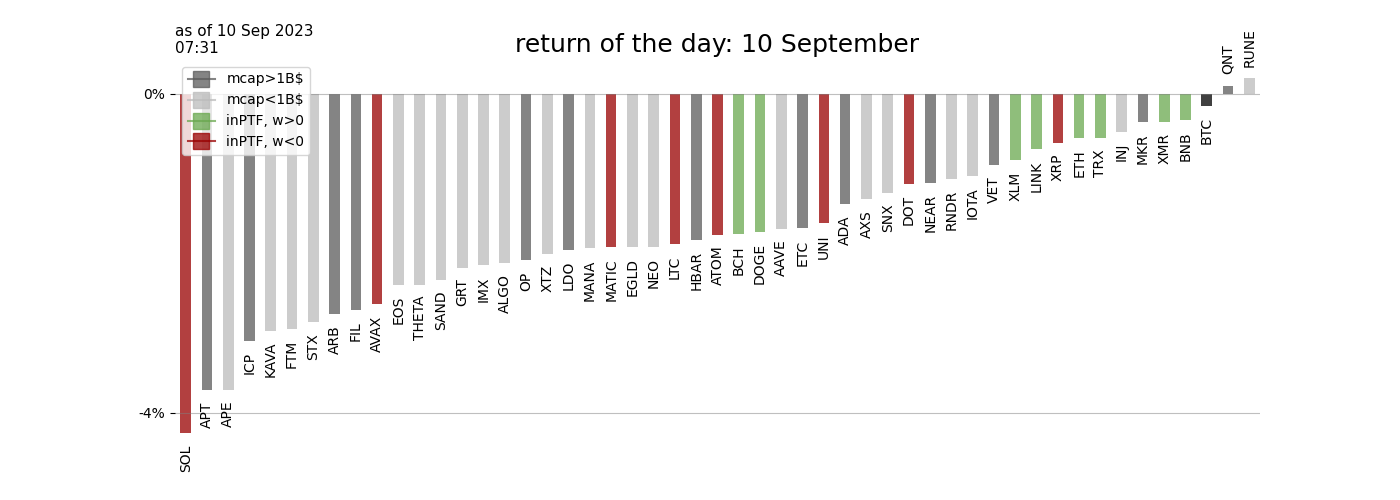 as of 10 Sep 2023
07:31
return of the day: 10 September
mcap>1B$
mcap<1B$
inPTF, w>0
inPTF, w<0
0%
-4%
SOL
APT
APE
ICP
KAVA
FTM
STX
ARB
FIL
AVAX
EOS
THETA
SAND
GRT
IMX
ALGO
OP
XTZ
LDO
MANA
MATIC
EGLD
NEO
LTC
HBAR
ATOM
BCH
DOGE
AAVE
ETC
UNI
ADA
AXS
SNX
DOT
NEAR
RNDR
IOTA
VET
XLM
LINK
XRP
ETH
TRX
INJ
MKR
XMR
BNB
BTC
QNT
RUNE